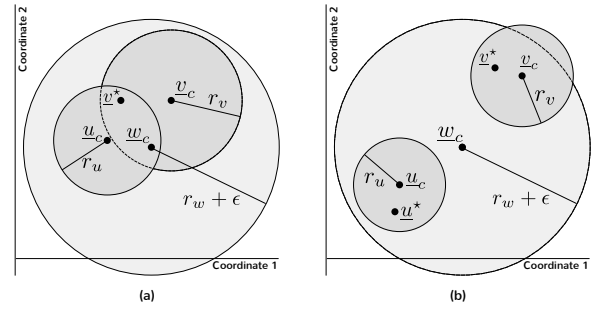 Coordinate 2
v⋆
v_c
r_v
u_c
w_c
r_u
r_w + ϵ
Coordinate 1
(a)
Coordinate 2
v⋆
v_c
r_v
w_c
r_u
u_c
u⋆
r_w + ϵ
Coordinate 1
(b)